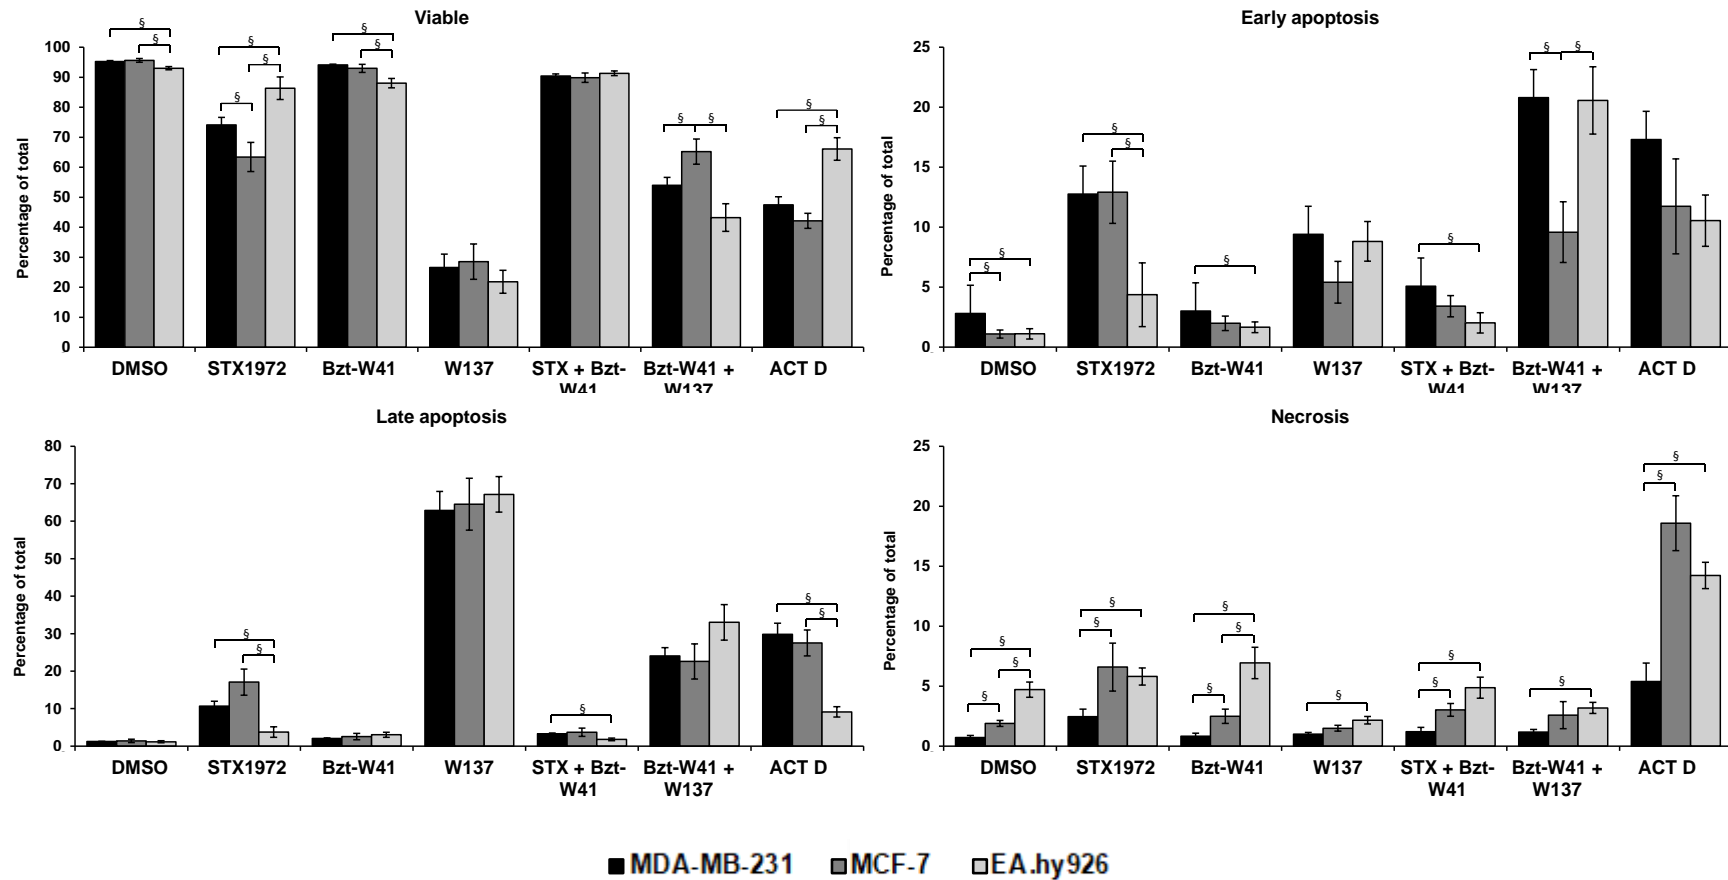 Viable
§
§
§
§
§
§
§
§
§
§
§
100
90
80
70
60
50
40
30
20
10
0
Percentage of total
DMSO
STX1972
Bzt-W41
W137
STX + Bzt-
W41
Bzt-W41 +
W137
ACT D
Early apoptosis
§
§
§
§
§
§
§
§
25
20
15
10
5
0
Percentage of total
DMSO
STX1972
Bzt-W41
W137
STX + Bzt-
W41
Bzt-W41 +
W137
ACT D
Late apoptosis
§
§
§
§
§
80
70
60
50
40
30
20
10
0
Percentage of total
DMSO
STX1972
Bzt-W41
W137
STX + Bzt-
W41
Bzt-W41 +
W137
ACT D
Necrosis
§
§
§
§
§
§
§
§
§
§
§
§
§
§
25
20
15
10
5
0
Percentage of total
DMSO
STX1972
Bzt-W41
W137
STX + Bzt-
W41
Bzt-W41 +
W137
ACT D
MDA-MB-231 MCF-7 EA.hy926